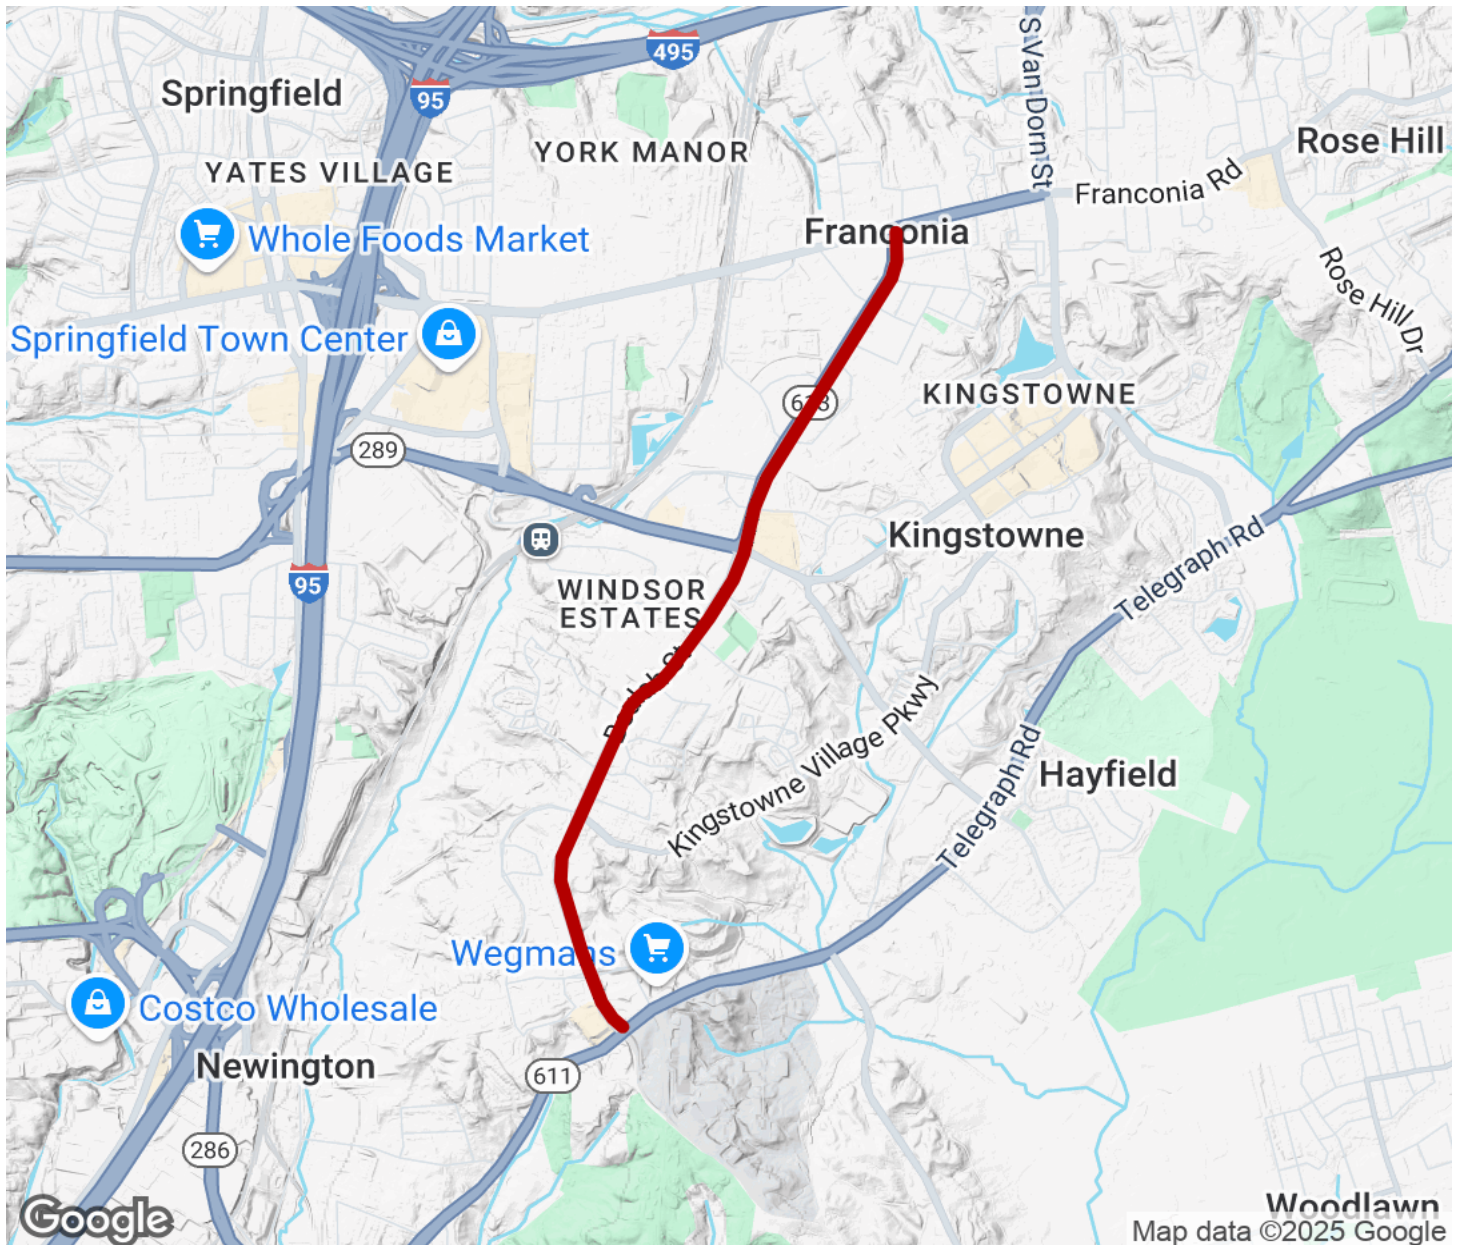 495
S Van Dorn St
95
Springfield
Rose Hill
YORK MANOR
YATES VILLAGE
Franconia Rd
Franconia
Whole Foods Market
Rose Hill Dr
Springfield Town Center
KINGSTOWNE
289
Kingstowne
95
WINDSOR
ESTATES
Telegraph Rd
Kingstowne Village Pkwy
Telegraph Rd
Hayfield
Wegmans
Costco Wholesale
Newington
611
286
Woodlawn
Google
Map data ©2025 Google